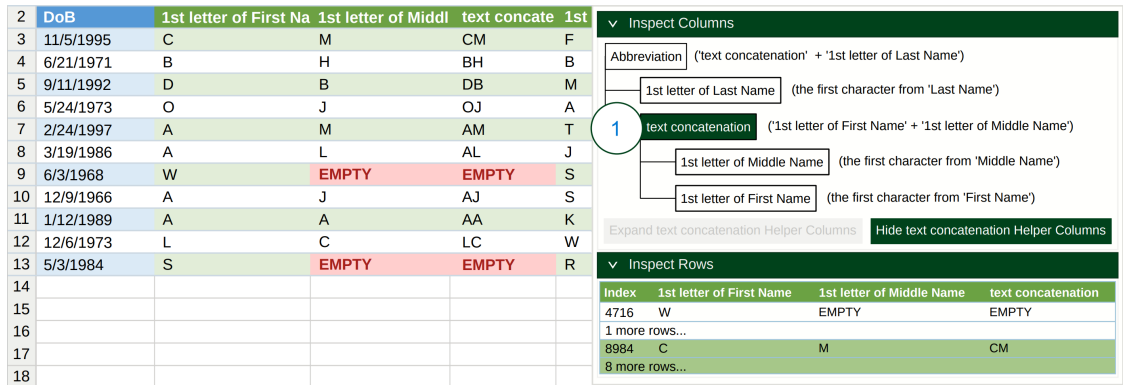 2 DoB 1st letter of First Na 1st letter of Middl text concate 1st
3 11/5/1995 C M CM F
4 6/21/1971 B H BH B
5 9/11/1992 D B DB M
6 5/24/1973 O J OJ A
7 2/24/1997 A M AM T
8 3/19/1986 A L AL J
9 6/3/1968 W EMPTY EMPTY S
10 12/9/1966 A J AJ S
11 1/12/1989 A A AA K
12 12/6/1973 L C LC W
13 5/3/1984 S EMPTY EMPTY R
14
15
16
17
18
Inspect Columns
Abbreviation ('text concatenation' + '1st letter of Last Name')
1st letter of Last Name (the first character from 'Last Name')
1 text concatenation ('1st letter of First Name' + '1st letter of Middle Name')
1st letter of Middle Name (the first character from 'Middle Name')
1st letter of First Name (the first character from 'First Name')
Expand text concatenation Helper Columns Hide text concatenation Helper Columns
Inspect Rows
Index 1st letter of First Name 1st letter of Middle Name text concatenation
4716 W EMPTY EMPTY
1 more rows...
8984 C M CM
8 more rows...